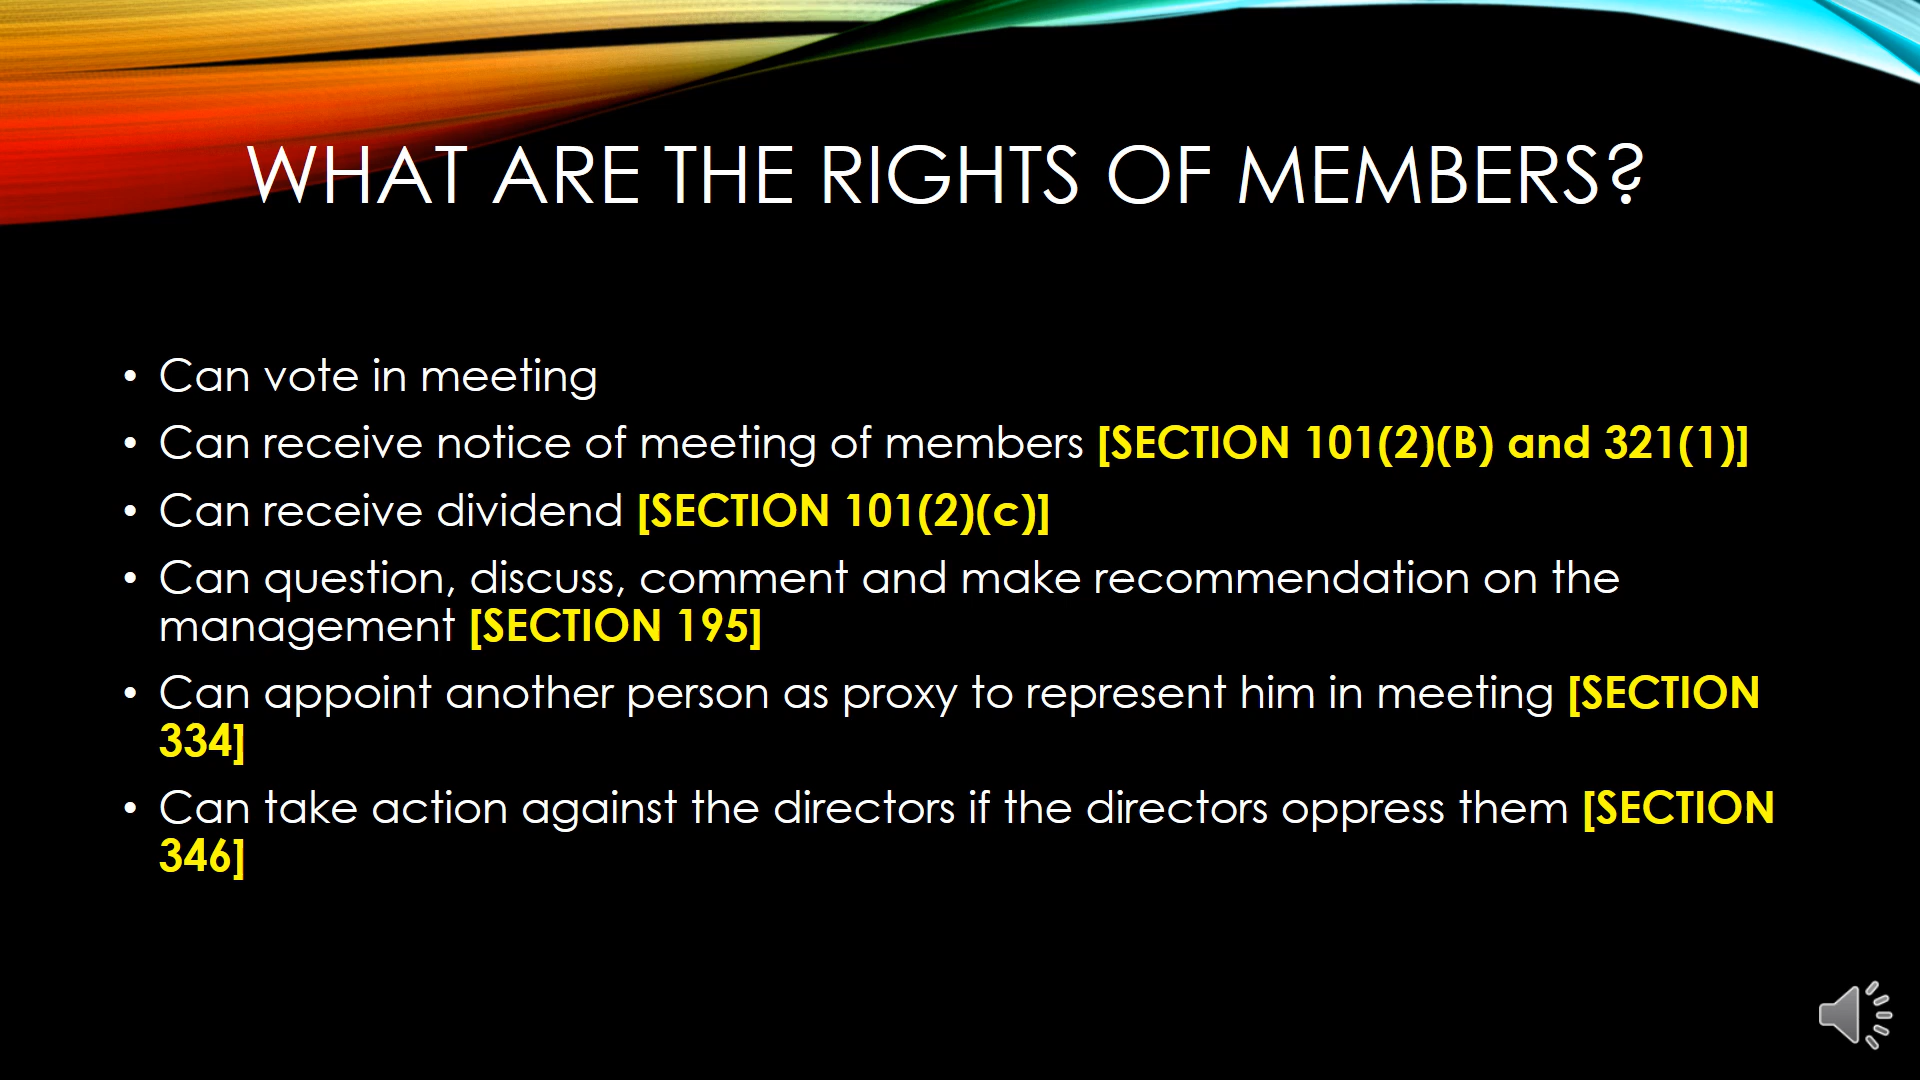 WHAT ARE THE RIGHTS OF MEMBERS?
• Can vote in meeting
• Can receive notice of meeting of members [SECTION 101(2)(B) and 321(1)]
• Can receive dividend [SECTION 101(2)(c)]
• Can question, discuss, comment and make recommendation on the
management [SECTION 195]
• Can appoint another person as proxy to represent him in meeting [SECTION
334]
• Can take action against the directors if the directors oppress them [SECTION
346]